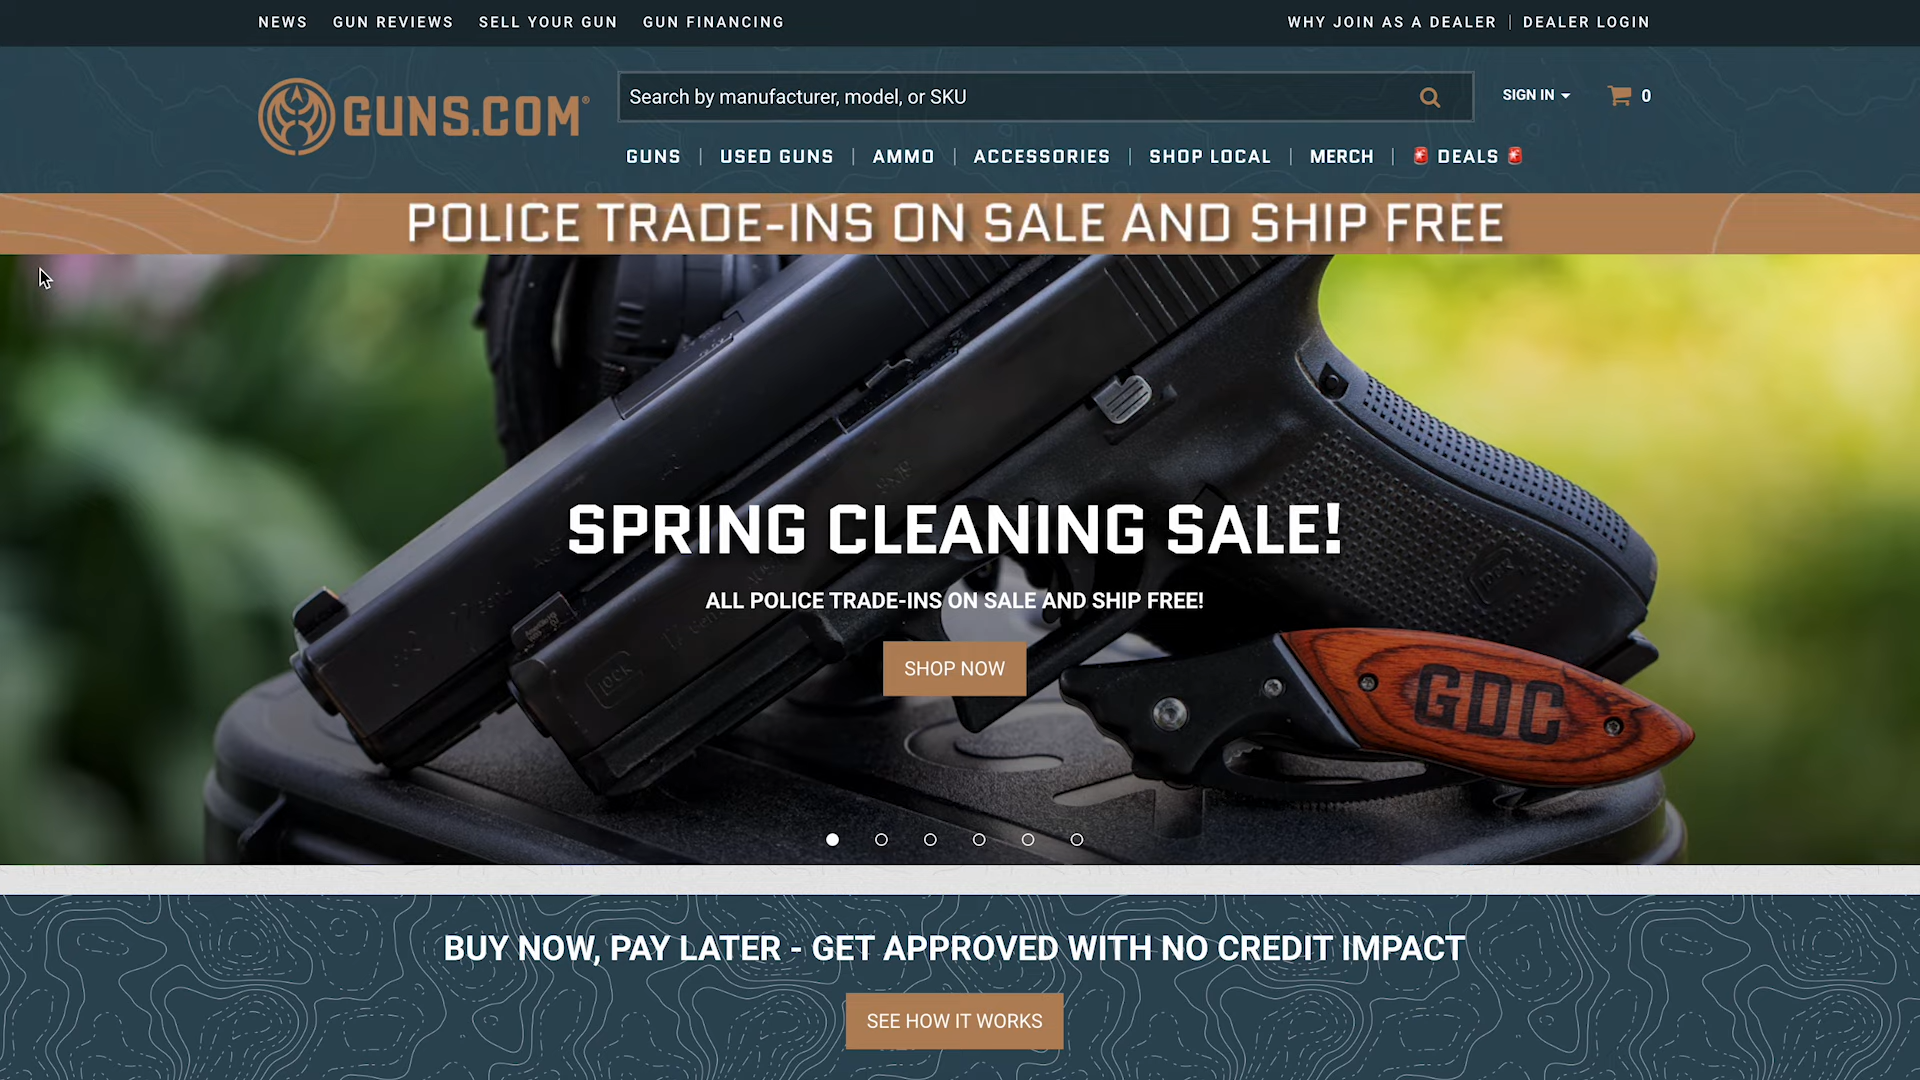 NEWS GUN REVIEWS SELL YOUR GUN GUN FINANCING WHY JOIN AS A DEALER | DEALER LOGIN
GUNS.COM®
Search by manufacturer, model, or SKU
SIGN IN
0
GUNS | USED GUNS | AMMO | ACCESSORIES | SHOP LOCAL | MERCH | DEALS
POLICE TRADE-INS ON SALE AND SHIP FREE
SPRING CLEANING SALE!
ALL POLICE TRADE-INS ON SALE AND SHIP FREE!
SHOP NOW
GLOCK
GDC
BUY NOW, PAY LATER - GET APPROVED WITH NO CREDIT IMPACT
SEE HOW IT WORKS